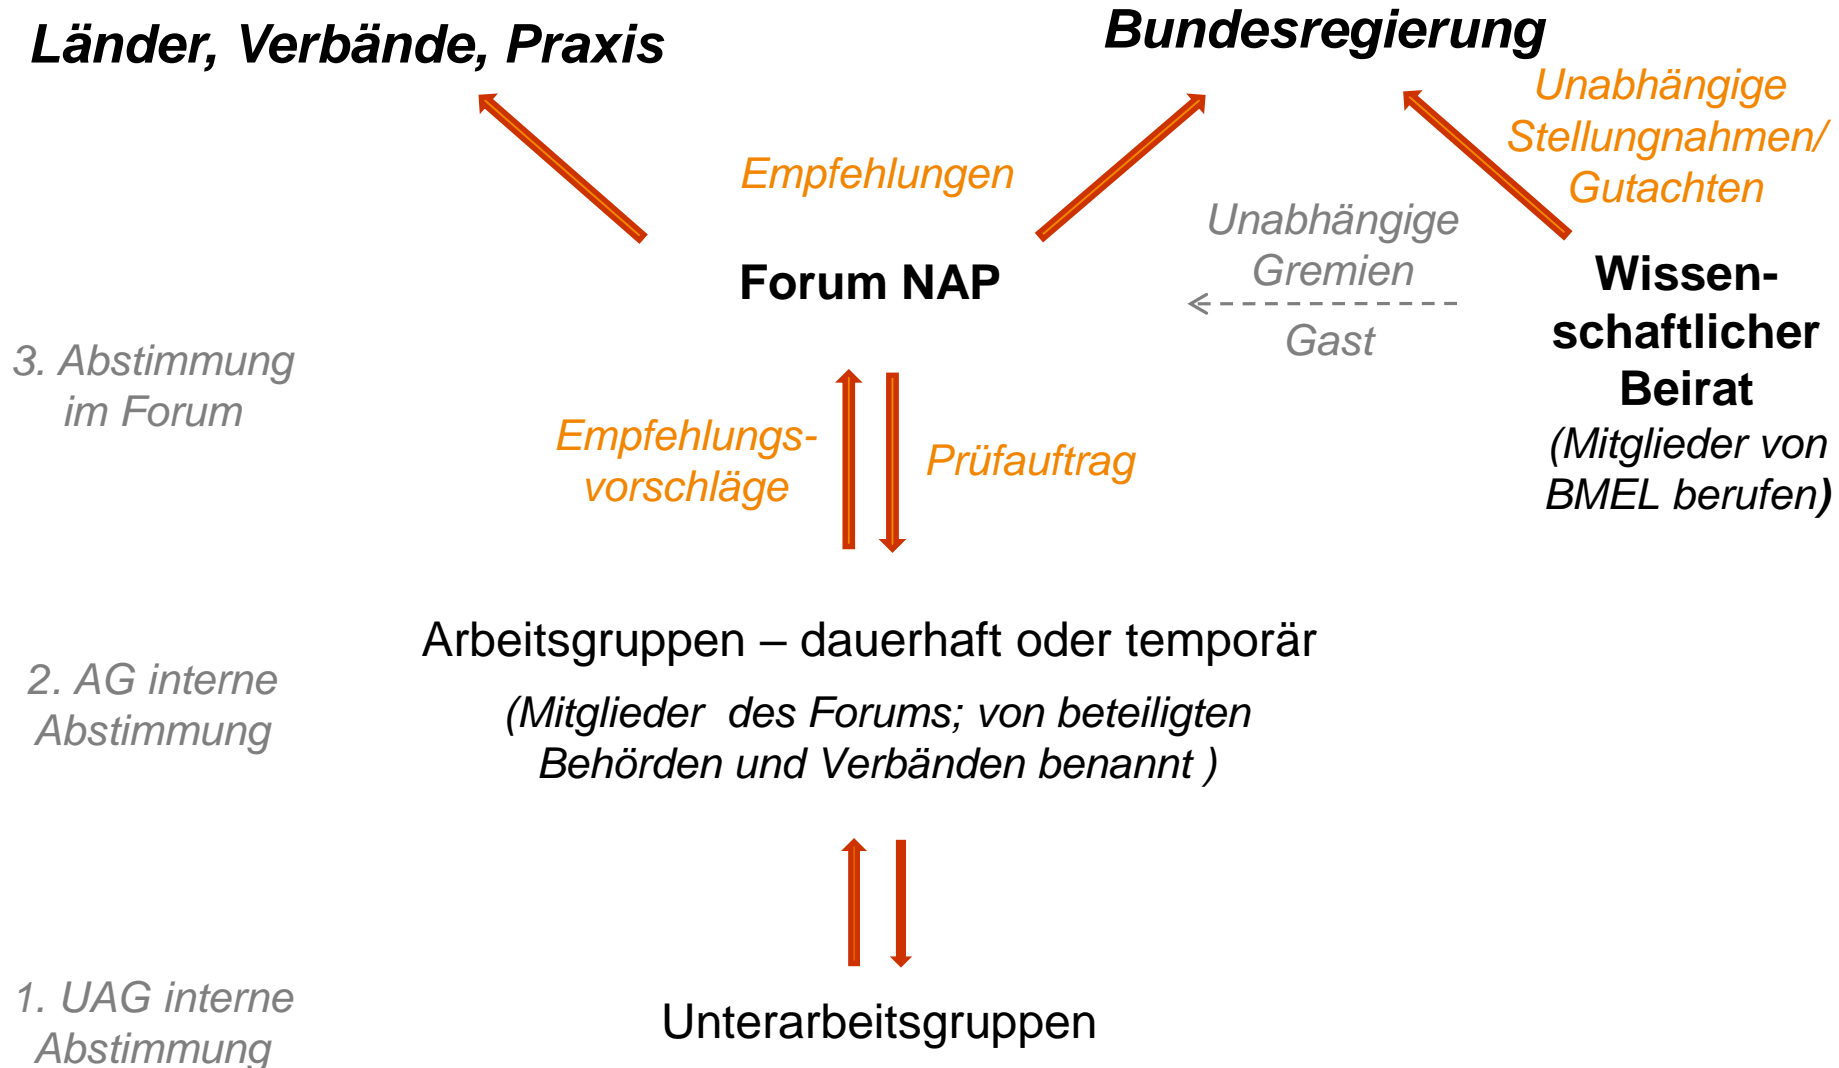 Länder, Verbände, Praxis
Bundesregierung
Unabhängige
Stellungnahmen/
Gutachten
Empfehlungen
Unabhängige
Gremien
Gast
Forum NAP
Wissen-
schaftlicher
Beirat
(Mitglieder von
BMEL berufen)
3. Abstimmung
im Forum
Empfehlungs-
vorschläge
Prüfauftrag
Arbeitsgruppen – dauerhaft oder temporär
(Mitglieder des Forums; von beteiligten
Behörden und Verbänden benannt )
2. AG interne
Abstimmung
1. UAG interne
Abstimmung
Unterarbeitsgruppen